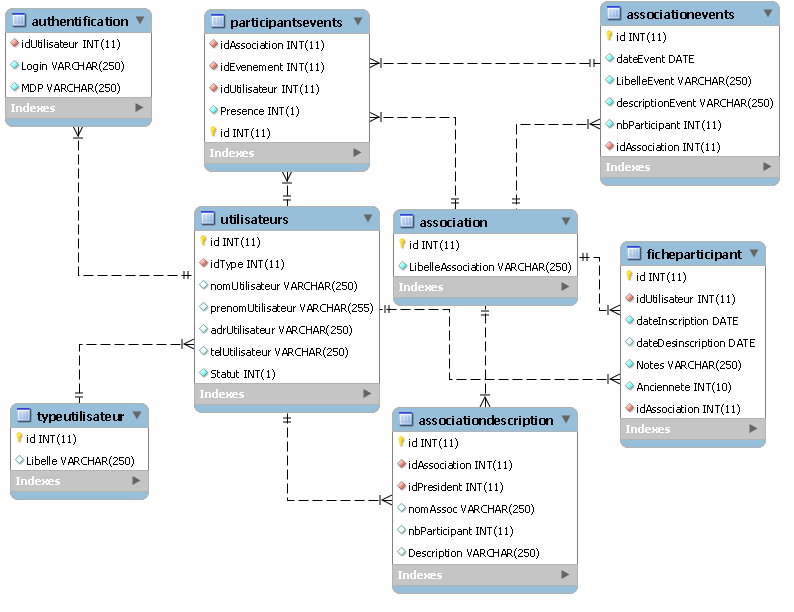 authentification
idUtilisateur INT(11)
Login VARCHAR(250)
MDP VARCHAR(250)
Indexes
participantsevents
idAssociation INT(11)
idEvenement INT(11)
idUtilisateur INT(11)
Presence INT(1)
id INT(11)
Indexes
associationevents
id INT(11)
dateEvent DATE
LibelleEvent VARCHAR(250)
descriptionEvent VARCHAR(250)
nbParticipant INT(11)
idAssociation INT(11)
Indexes
utilisateurs
id INT(11)
idType INT(11)
nomUtilisateur VARCHAR(250)
prenomUtilisateur VARCHAR(255)
adrUtilisateur VARCHAR(250)
telUtilisateur VARCHAR(250)
Statut INT(1)
Indexes
association
id INT(11)
LibelleAssociation VARCHAR(250)
Indexes
ficheparticipant
id INT(11)
idUtilisateur INT(11)
dateInscription DATE
dateDesinscription DATE
Notes VARCHAR(250)
Anciennete INT(10)
idAssociation INT(11)
Indexes
typeutilisateur
id INT(11)
Libelle VARCHAR(250)
Indexes
associationdescription
id INT(11)
idAssociation INT(11)
idPresident INT(11)
nomAssoc VARCHAR(250)
nbParticipant INT(11)
Description VARCHAR(250)
Indexes